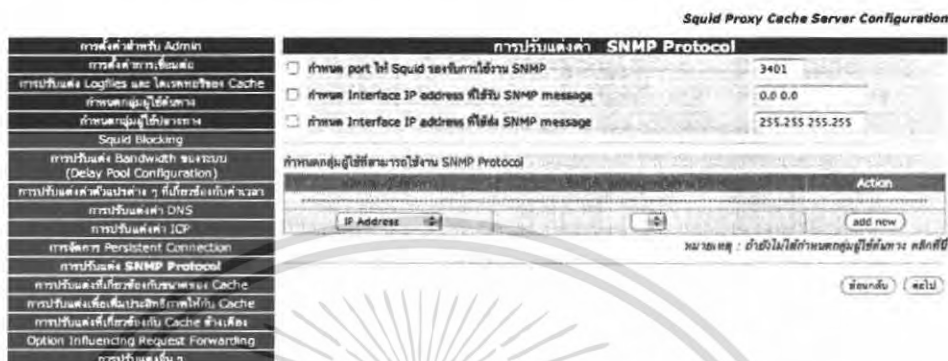 Squid Proxy Cache Server Configuration
การตั้งค่าสำหรับ Admin
การตั้งค่าการเชื่อมต่อ
การปรับแต่ง Logfiles และ ไดเรคทอรีของ Cache
กำหนดกลุ่มผู้ใช้ต้นทาง
กำหนดกลุ่มผู้ใช้ปลายทาง
Squid Blocking
การปรับแต่ง Bandwidth ของระบบ
(Delay Pool Configuration)
การปรับแต่งค่าตัวแปรต่าง ๆ ที่เกี่ยวข้องกับค่าเวลา
การปรับแต่งค่า DNS
การปรับแต่งค่า ICP
การจัดการ Persistent Connection
การปรับแต่ง SNMP Protocol
การปรับแต่งที่เกี่ยวข้องกับขนาดของ Cache
การปรับแต่งเพื่อเพิ่มประสิทธิภาพให้กับ Cache
การปรับแต่งที่เกี่ยวข้องกับ Cache ข้างเคียง
Option Influencing Request Forwarding
การปรับแต่งอื่น ๆ
การปรับแต่งค่า SNMP Protocol
กำหนด port ให้ Squid รองรับการใช้งาน SNMP 3401
กำหนด Interface IP address ที่ใช้รับ SNMP message 0.0.0.0
กำหนด Interface IP address ที่ใช้ส่ง SNMP message 255.255.255.255
กำหนดกลุ่มผู้ใช้ที่สามารถใช้งาน SNMP Protocol
Action
IP Address add new
หมายเหตุ : ถ้ายังไม่ได้กำหนดกลุ่มผู้ใช้ต้นทาง คลิกที่นี่
ย้อนกลับ ต่อไป